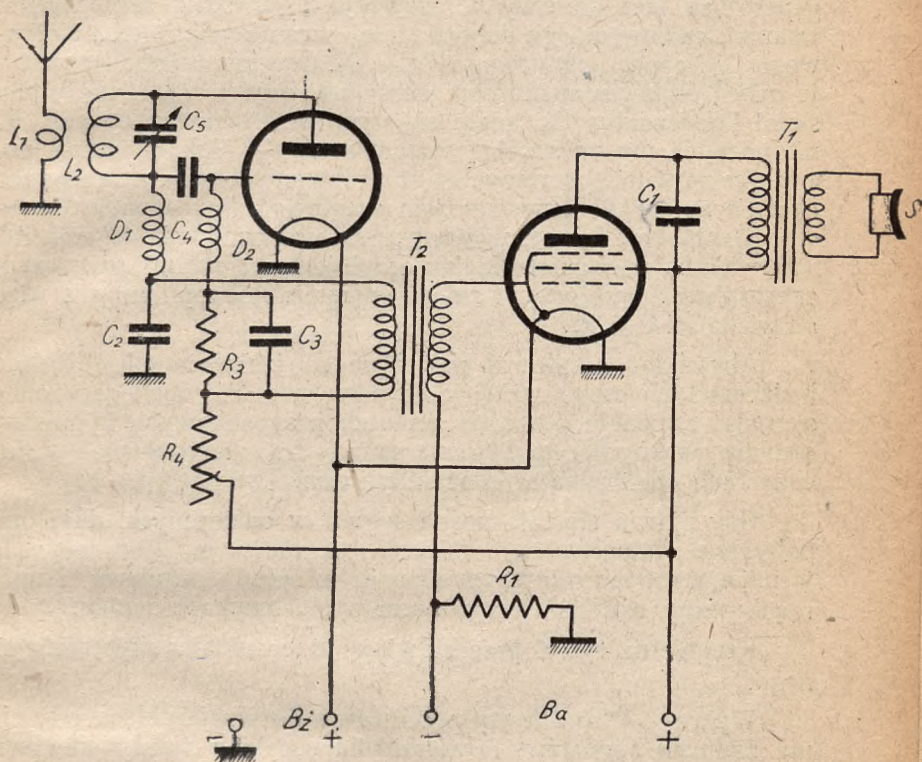 L1
L2
C5
D1
C4
D2
T2
C1
T1
S
C2
C3
R3
R4
R1
Bż
Ba
-
+
-
+